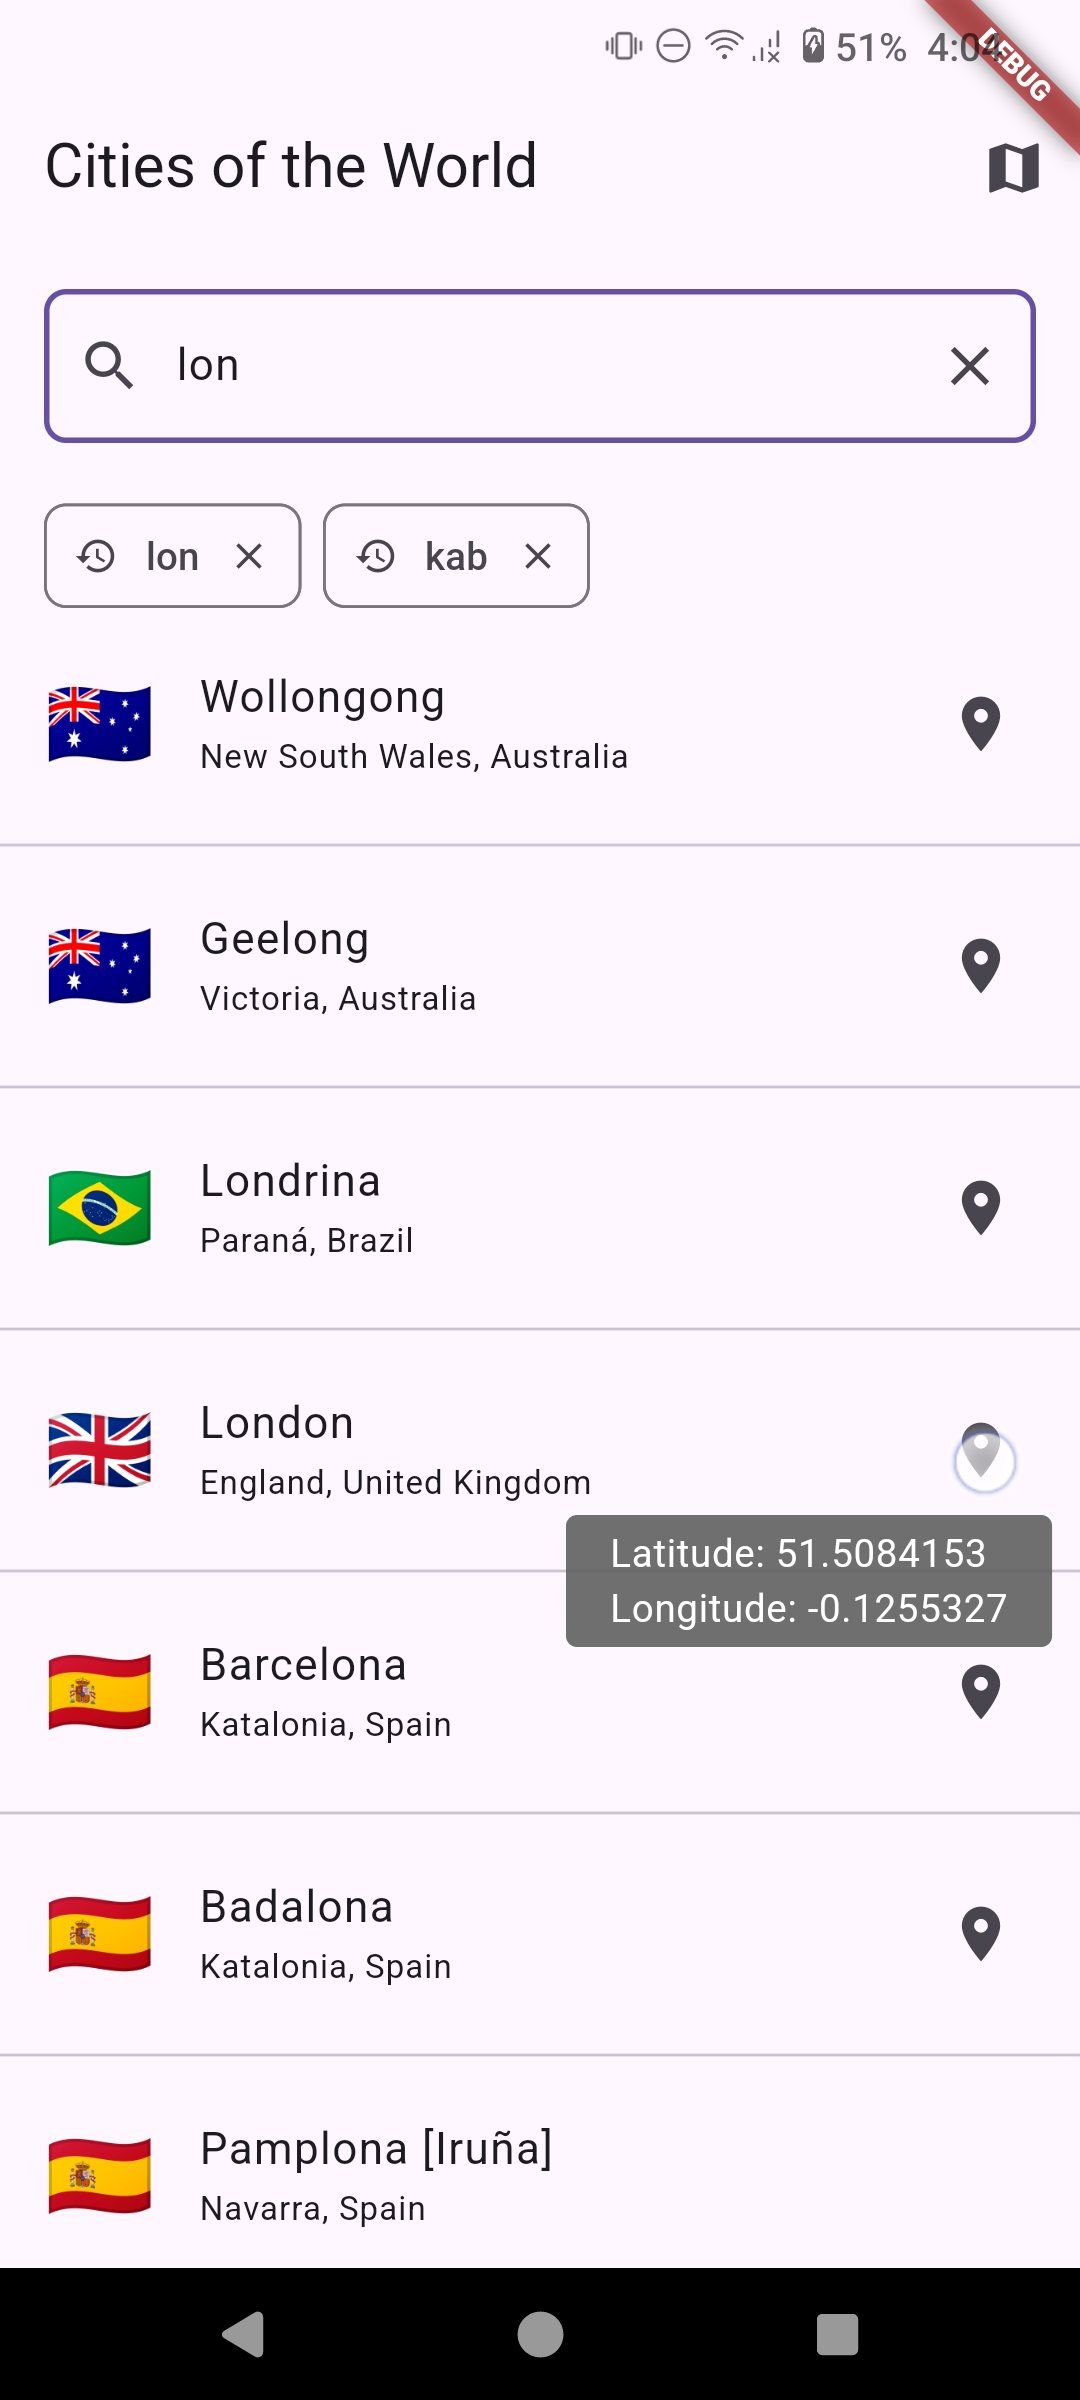 51% 4:04
DEBUG
Cities of the World
lon
lon kab
Wollongong
New South Wales, Australia
Geelong
Victoria, Australia
Londrina
Paraná, Brazil
London
England, United Kingdom
Latitude: 51.5084153
Longitude: -0.1255327
Barcelona
Katalonia, Spain
Badalona
Katalonia, Spain
Pamplona [Iruña]
Navarra, Spain